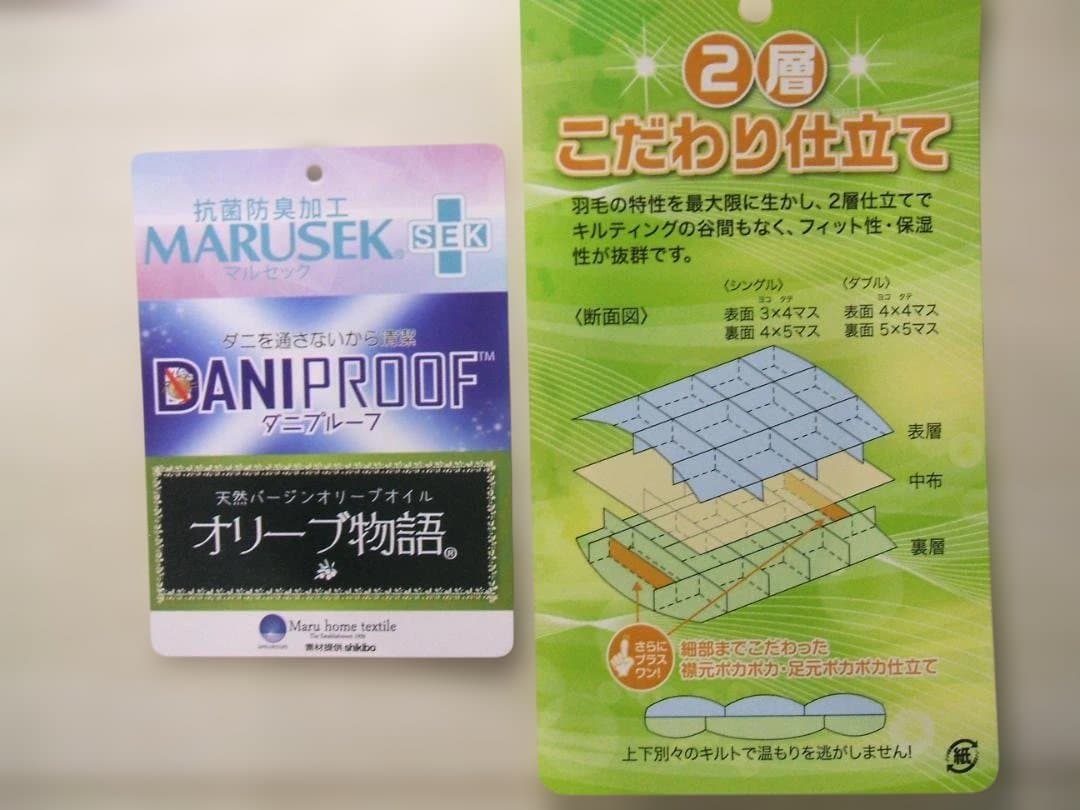 抗菌防臭加工
MARUSEK®
マルセック
SEK
ダニを通さないから清潔
DANIPROOF™
ダニプルーフ
天然バージンオリーブオイル
オリーブ物語®
Maru home textile
素材提供 shikibo
2層
こだわり仕立て
羽毛の特性を最大限に生かし、2層仕立てで
キルティングの谷間もなく、フィット性・保湿
性が抜群です。
〈断面図〉
〈シングル〉
ヨコ タテ
表面 3×4マス
裏面 4×5マス
〈ダブル〉
ヨコ タテ
表面 4×4マス
裏面 5×5マス
表層
中布
裏層
さらに
プラス
ワン!
細部までこだわった
襟元ポカポカ・足元ポカポカ仕立て
上下別々のキルトで温もりを逃がしません!
紙